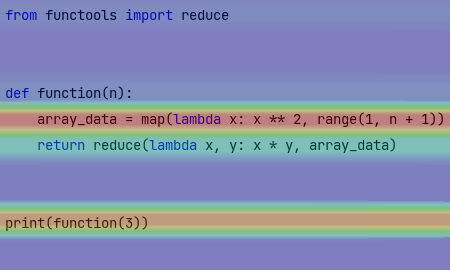 from functools import reduce
def function(n):
    array_data = map(lambda x: x ** 2, range(1, n + 1))
    return reduce(lambda x, y: x * y, array_data)
print(function(3))